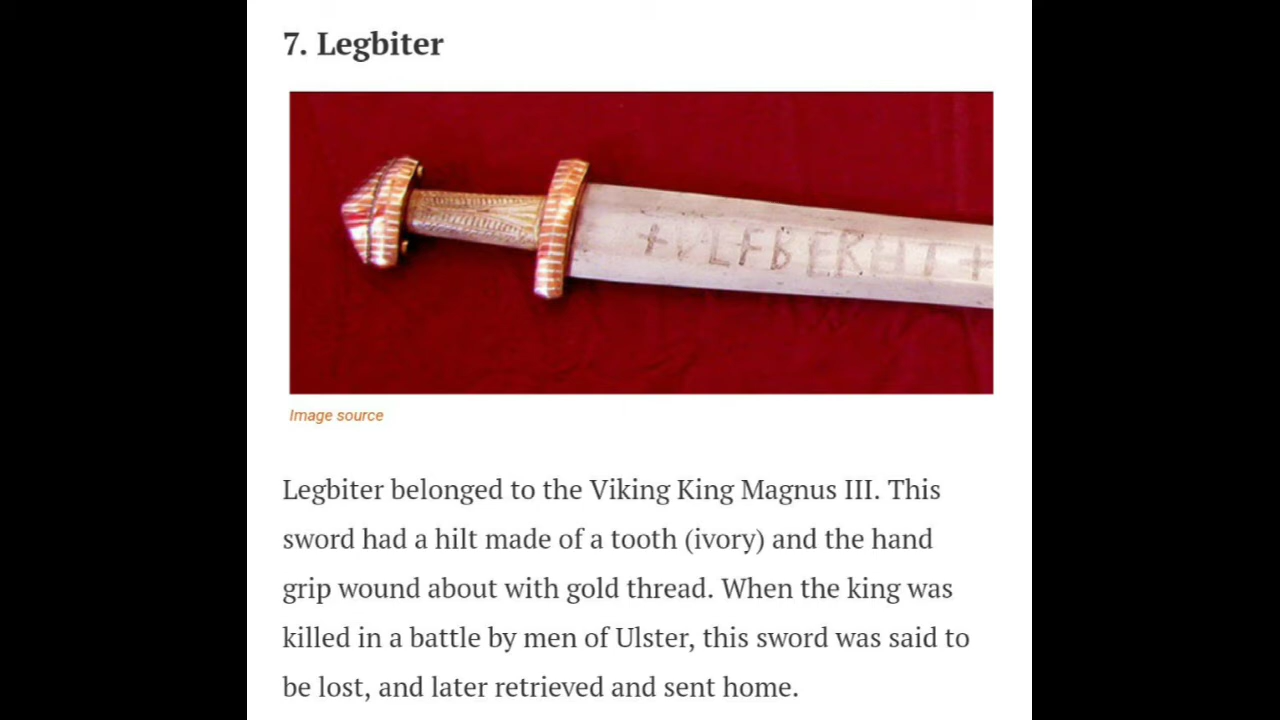 7. Legbiter
+VLFBERHT+
Image source
Legbiter belonged to the Viking King Magnus III. This
sword had a hilt made of a tooth (ivory) and the hand
grip wound about with gold thread. When the king was
killed in a battle by men of Ulster, this sword was said to
be lost, and later retrieved and sent home.